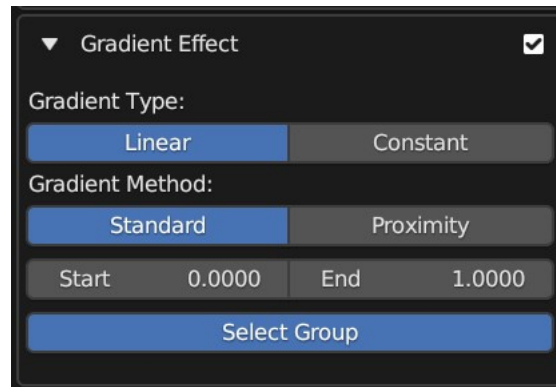 Gradient Effect
Gradient Type:
Linear Constant
Gradient Method:
Standard Proximity
Start 0.0000 End 1.0000
Select Group